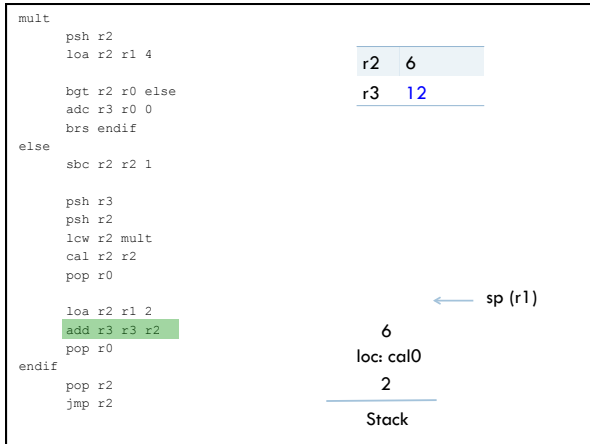 mult
psh r2
loa r2 r1 4
bgt r2 r0 else
adc r3 r0 0
brs endif
else
sbc r2 r2 1
psh r3
psh r2
lcw r2 mult
cal r2 r2
pop r0
loa r2 r1 2
add r3 r3 r2
pop r0
endif
pop r2
jmp r2
r2 6
r3 12
sp (r1)
6
loc: cal0
2
Stack